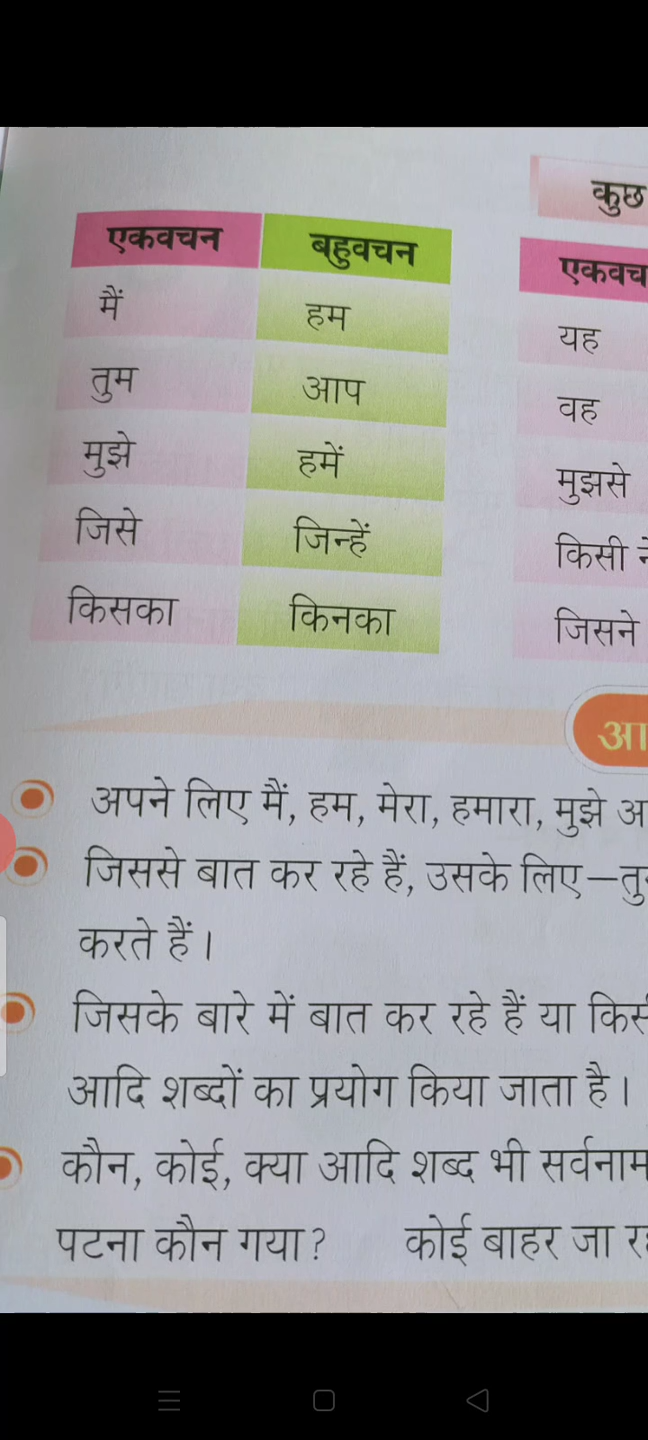 कुछ
एकवचन बहुवचन
मैं हम
तुम आप
मुझे हमें
जिसे जिन्हें
किसका किनका
यह
वह
मुझसे
किसी
जिसने
अपने लिए मैं, हम, मेरा, हमारा, मुझे
जिससे बात कर रहे हैं, उसके लिए—
करते हैं।
जिसके बारे में बात कर रहे हैं या
आदि शब्दों का प्रयोग किया जाता है।
कौन, कोई, क्या आदि शब्द भी सर्वनाम
पटना कौन गया? कोई बाहर जा